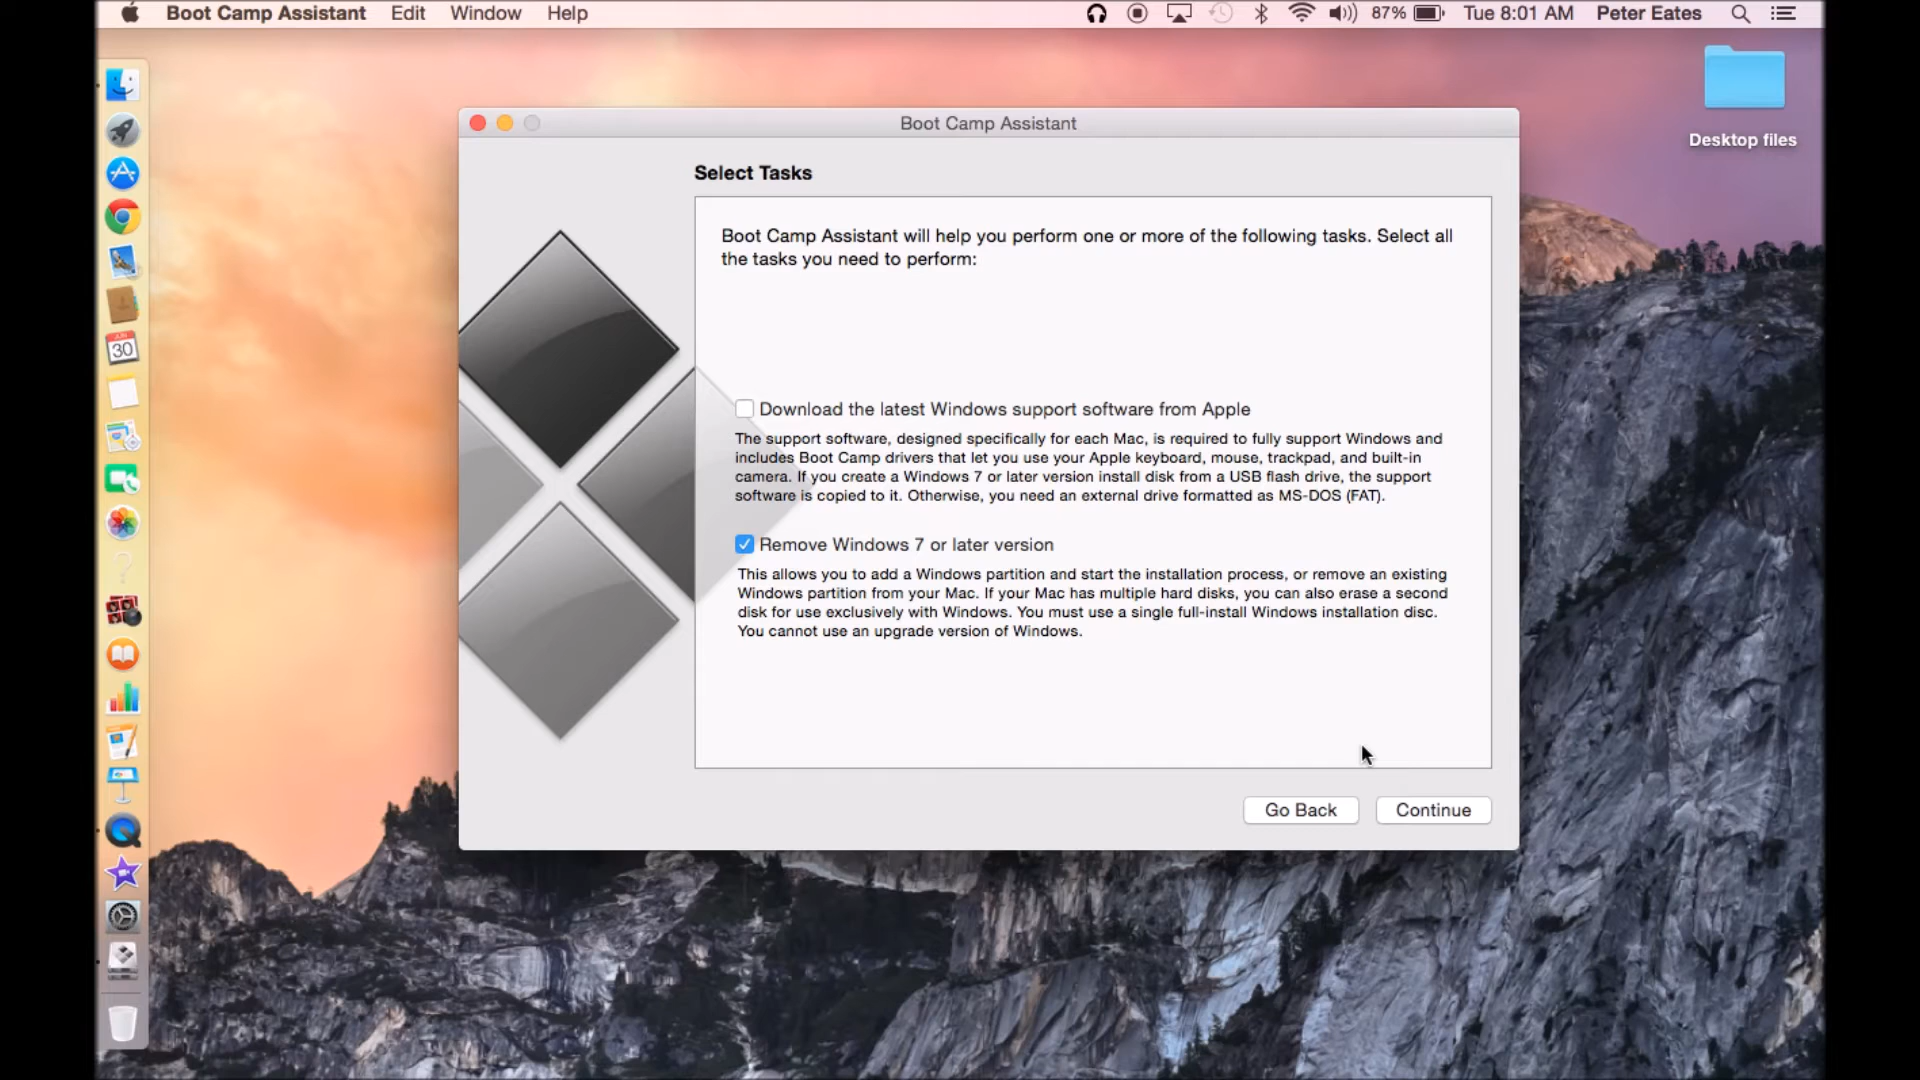 Boot Camp Assistant Edit Window Help 87% Tue 8:01 AM Peter Eates
Desktop files
Boot Camp Assistant
Select Tasks
Boot Camp Assistant will help you perform one or more of the following tasks. Select all
the tasks you need to perform:
Download the latest Windows support software from Apple
The support software, designed specifically for each Mac, is required to fully support Windows and
includes Boot Camp drivers that let you use your Apple keyboard, mouse, trackpad, and built-in
camera. If you create a Windows 7 or later version install disk from a USB flash drive, the support
software is copied to it. Otherwise, you need an external drive formatted as MS-DOS (FAT).
Remove Windows 7 or later version
This allows you to add a Windows partition and start the installation process, or remove an existing
Windows partition from your Mac. If your Mac has multiple hard disks, you can also erase a second
disk for use exclusively with Windows. You must use a single full-install Windows installation disc.
You cannot use an upgrade version of Windows.
Go Back Continue
JUN
30
?